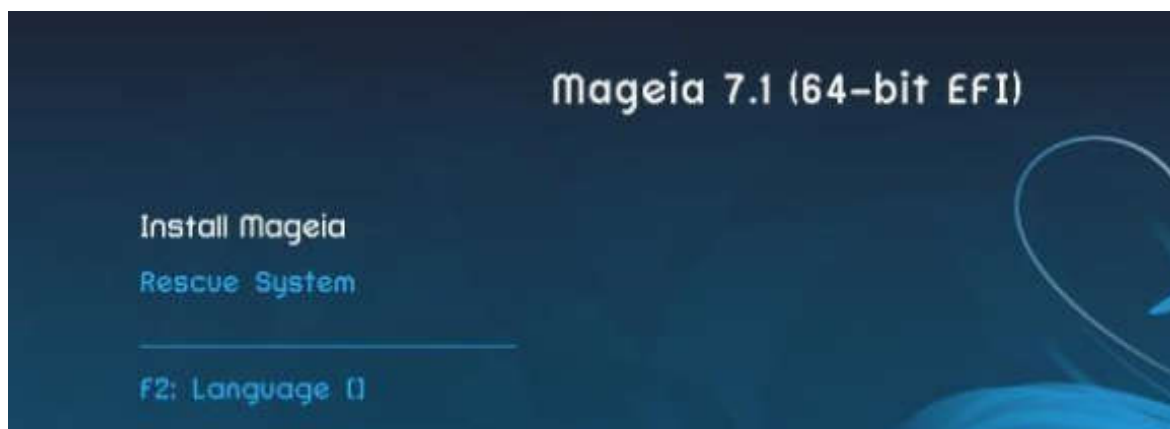 Mageia 7.1 (64-bit EFI)
Install Mageia
Rescue System
F2: Language []